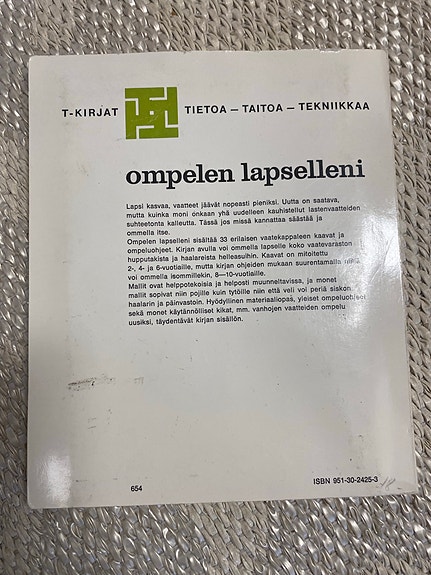 T-KIRJAT TIETOA — TAITOA — TEKNIIKKAA
ompelen lapselleni
Lapsi kasvaa, vaatteet jäävät nopeasti pieniksi. Uutta on saatava,
mutta kuinka moni onkaan yhä uudelleen kauhistellut lastenvaatteiden
suhteetonta kalleutta. Tässä jos missä kannattaa säästää ja
ommella itse.
Ompelen lapselleni sisältää 33 erilaisen vaatekappaleen kaavat ja
ompeluohjeet. Kirjan avulla voi ommella lapselle koko vaatevaraston
hupputakista ja haalareista helleasuihin. Kaavat on mitoitettu
2-, 4- ja 6-vuotiaille, mutta kirjan ohjeiden mukaan suurentamalla niitä
voi ommella isommillekin, 8—10-vuotiaille.
Mallit ovat helppotekoisia ja helposti muunneltavissa, ja monet
mallit sopivat niin pojille kuin tytöille niin että veli voi periä siskon
haalarin ja päinvastoin. Hyödyllinen materiaaliopas, yleiset ompeluohjeet
sekä monet käytännölliset kikat, mm. vanhojen vaatteiden ompelu
uusiksi, täydentävät kirjan sisällön.
654
ISBN 951-30-2425-3